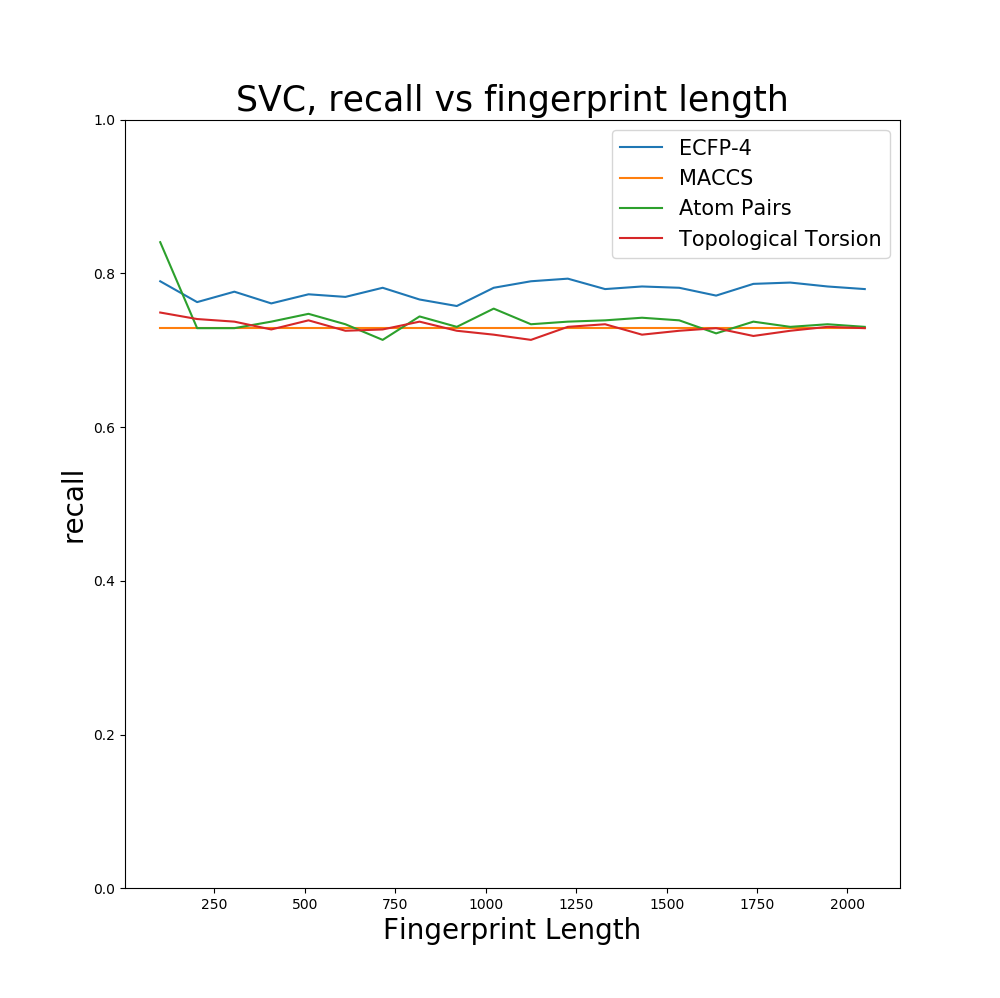 SVC, recall vs fingerprint length
1.0
ECFP-4
MACCS
Atom Pairs
Topological Torsion
0.8
0.6
recall
0.4
0.2
0.0
250 500 750 1000 1250 1500 1750 2000
Fingerprint Length